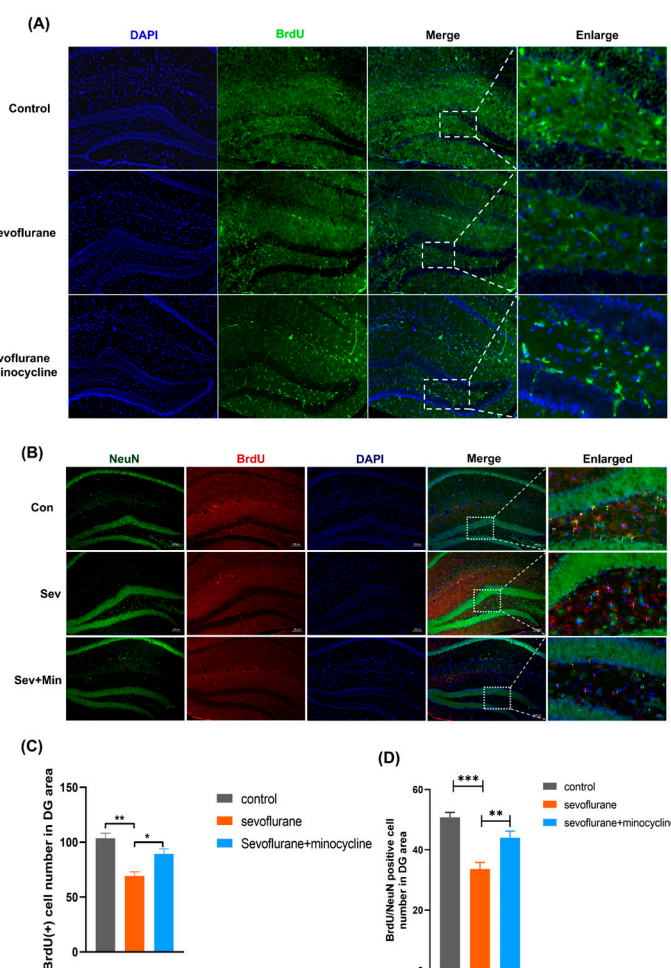 (A)
DAPI BrdU Merge Enlarge
Control
evoflurane
voflurane
inocycline
(B)
NeuN BrdU DAPI Merge Enlarged
Con
Sev
Sev+Min
(C)
BrdU(+) cell number in DG area
150
100
50
0
**
*
control
sevoflurane
Sevoflurane+minocycline
(D)
BrdU/NeuN positive cell
number in DG area
60
40
20
***
**
control
sevoflurane
sevoflurane+minocycline